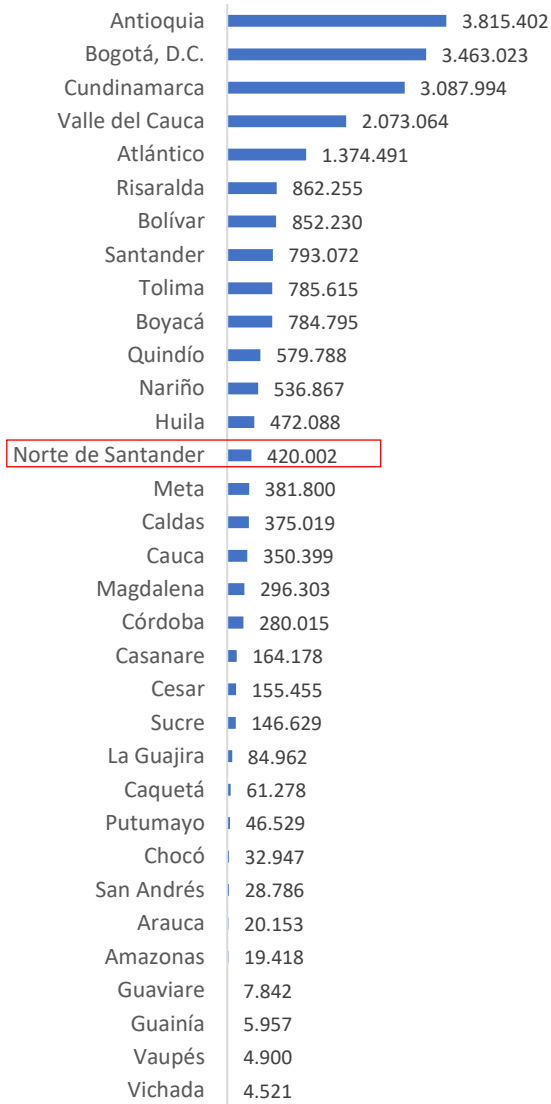 Antioquia 3.815.402
Bogotá, D.C. 3.463.023
Cundinamarca 3.087.994
Valle del Cauca 2.073.064
Atlántico 1.374.491
Risaralda 862.255
Bolívar 852.230
Santander 793.072
Tolima 785.615
Boyacá 784.795
Quindío 579.788
Nariño 536.867
Huila 472.088
Norte de Santander 420.002
Meta 381.800
Caldas 375.019
Cauca 350.399
Magdalena 296.303
Córdoba 280.015
Casanare 164.178
Cesar 155.455
Sucre 146.629
La Guajira 84.962
Caquetá 61.278
Putumayo 46.529
Chocó 32.947
San Andrés 28.786
Arauca 20.153
Amazonas 19.418
Guaviare 7.842
Guainía 5.957
Vaupés 4.900
Vichada 4.521